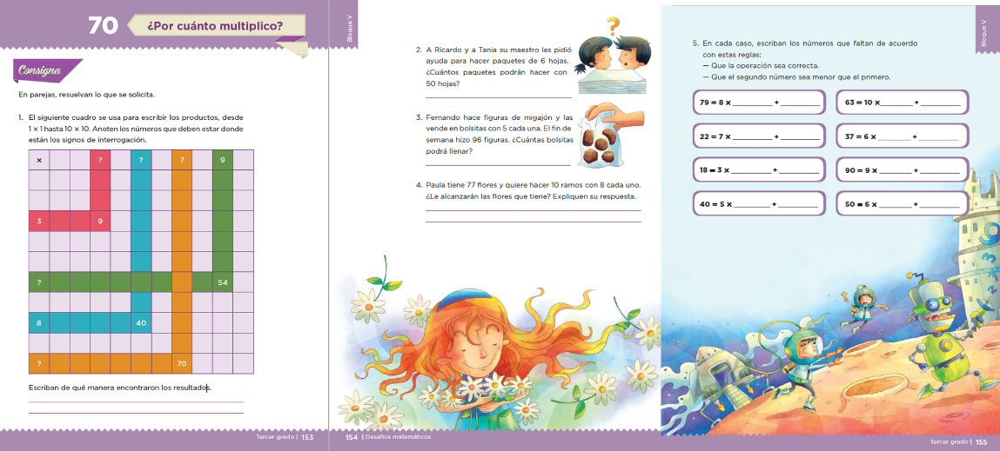 70 ¿Por cuánto multiplico?
Consigna
En parejas, resuelvan lo que se solicita.
1. El siguiente cuadro se usa para escribir los productos, desde
1 × 1 hasta 10 × 10. Anoten los números que deben estar donde
están los signos de interrogación.
× ? ? 7 9
3 9
? 54
8 40
? 70
Escriban de qué manera encontraron los resultados.
Tercer grado | 153
Bloque V
?
2. A Ricardo y a Tania su maestro les pidió
ayuda para hacer paquetes de 6 hojas.
¿Cuántos paquetes podrán hacer con
50 hojas?
3. Fernando hace figuras de migajón y las
vende en bolsitas con 5 cada una. El fin de
semana hizo 96 figuras. ¿Cuántas bolsitas
podrá llenar?
4. Paula tiene 77 flores y quiere hacer 10 ramos con 8 cada uno.
¿Le alcanzarán las flores que tiene? Expliquen su respuesta.
154 | Desafíos matemáticos
Bloque V
5. En cada caso, escriban los números que faltan de acuerdo
con estas reglas:
— Que la operación sea correcta.
— Que el segundo número sea menor que el primero.
79 = 8 × ________ + ________ 63 = 10 × ________ + ________
22 = 7 × ________ + ________ 37 = 6 × ________ + ________
18 = 3 × ________ + ________ 90 = 9 × ________ + ________
40 = 5 × ________ + ________ 50 = 6 × ________ + ________
Tercer grado | 155